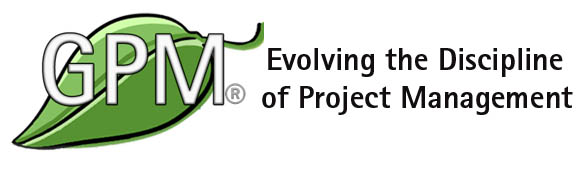 GPM®
Evolving the Discipline
of Project Management